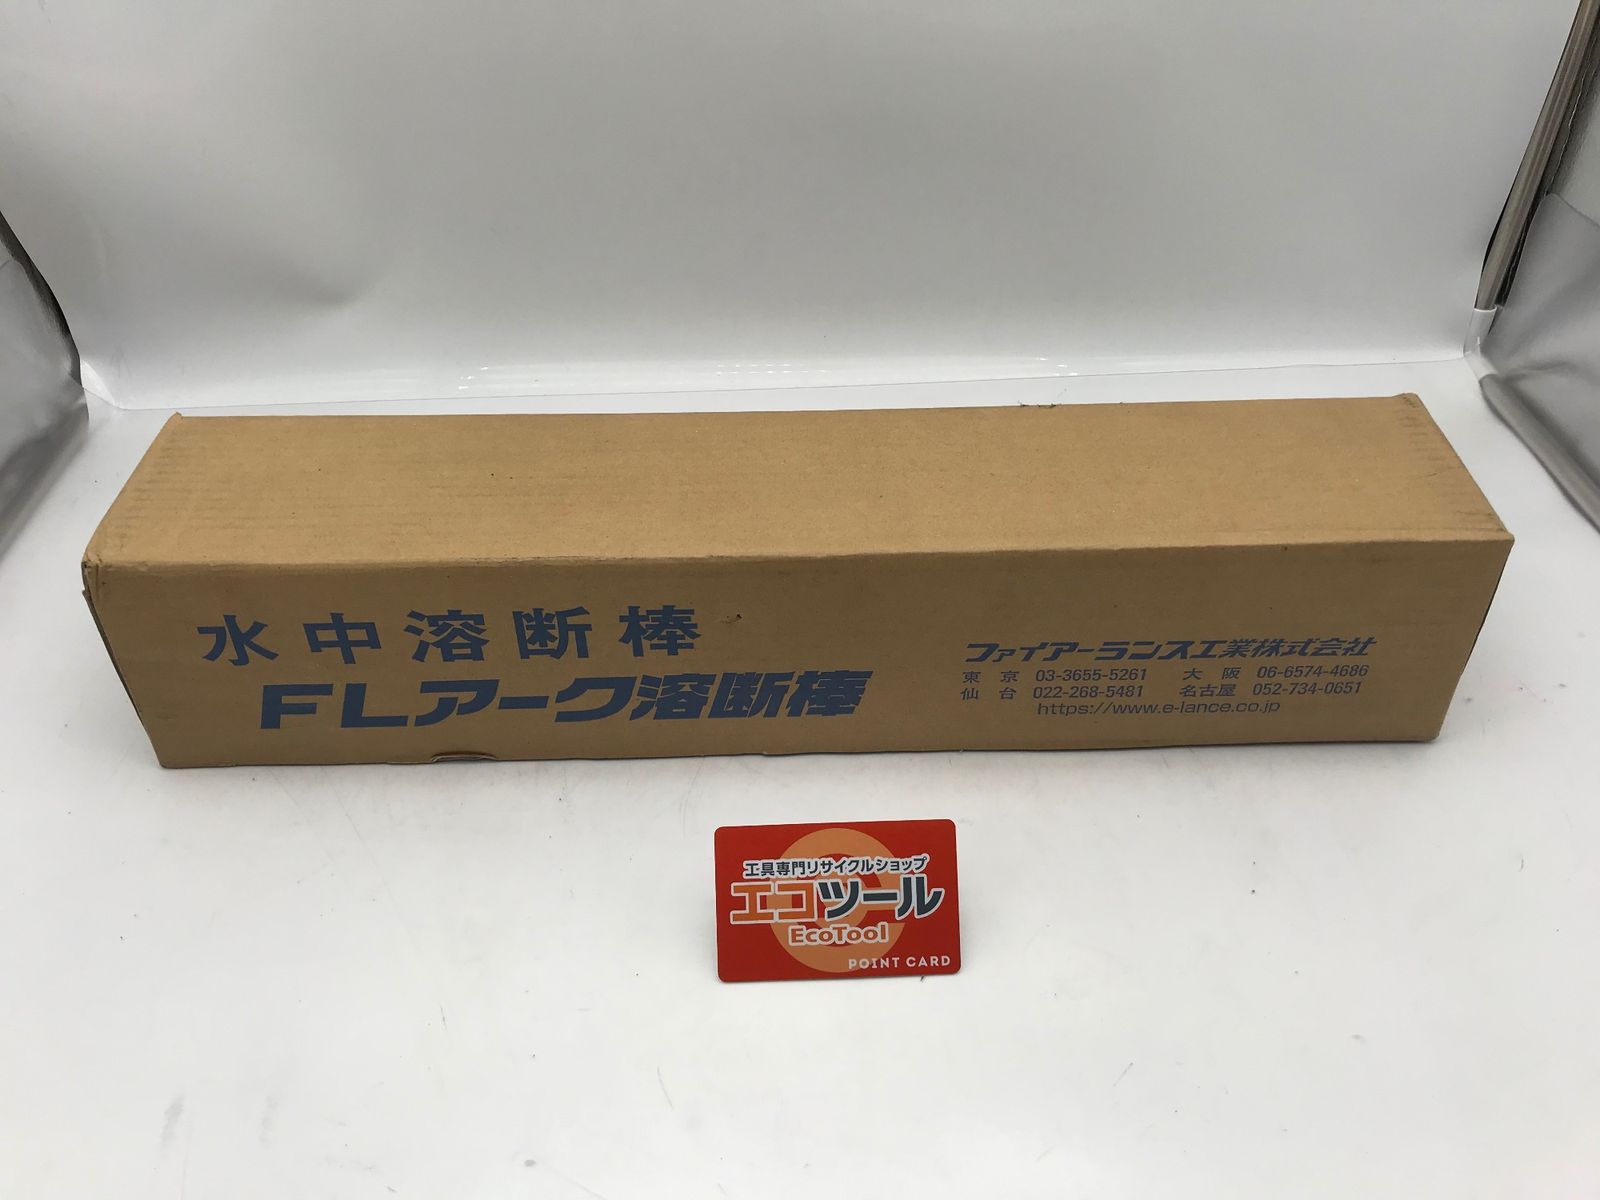 水中溶断棒
FLアーク溶断棒
ファイアーランス工業株式会社
東京 03-3655-5261 大阪 06-6574-4686
仙台 022-268-5481 名古屋 052-734-0651
https://www.e-lance.co.jp
工具専門リサイクルショップ
エコツール
EcoTool
POINT CARD